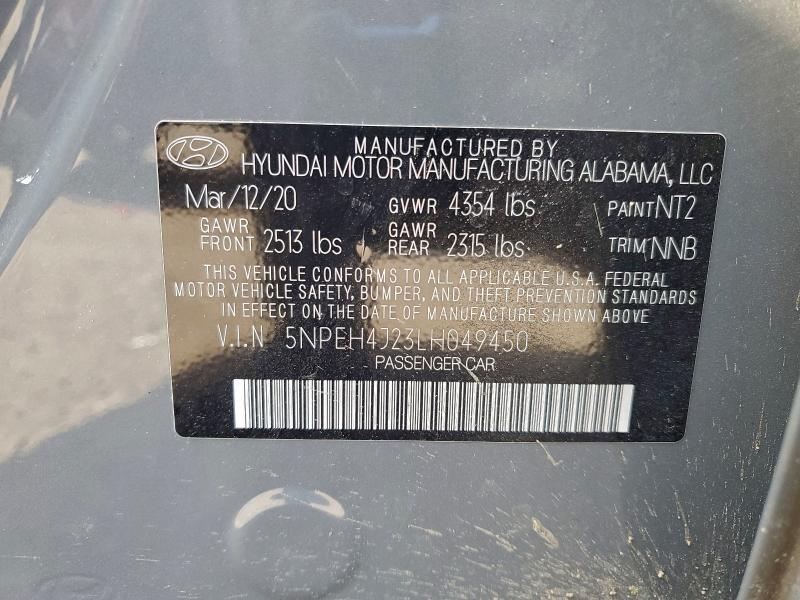 MANUFACTURED BY
HYUNDAI MOTOR MANUFACTURING ALABAMA, LLC
Mar/12/20 GVWR 4354 lbs PAINT NT2
GAWR FRONT 2513 lbs GAWR REAR 2315 lbs TRIM NNB
THIS VEHICLE CONFORMS TO ALL APPLICABLE U.S.A. FEDERAL
MOTOR VEHICLE SAFETY, BUMPER, AND THEFT PREVENTION STANDARDS
IN EFFECT ON THE DATE OF MANUFACTURE SHOWN ABOVE
V.I.N 5NPEH4J23LH049450
PASSENGER CAR